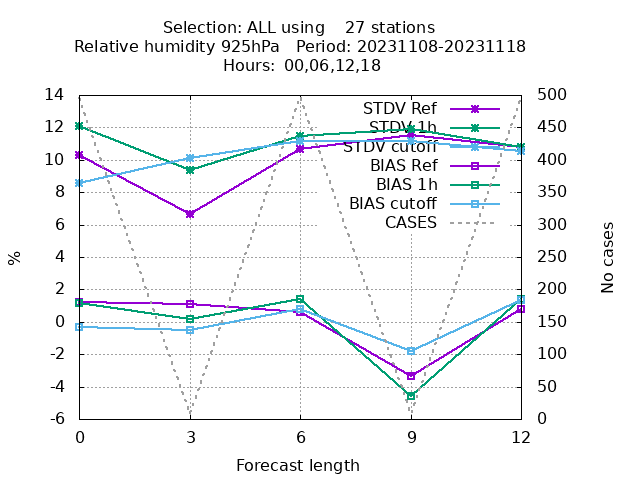 Selection: ALL using    27 stations
Relative humidity 925hPa   Period: 20231108-20231118
Hours: 00,06,12,18
14
12
10
8
6
4
2
0
-2
-4
-6
500
450
400
350
300
250
200
150
100
50
0
STDV Ref
STDV 1h
STDV cutoff
BIAS Ref
BIAS 1h
BIAS cutoff
CASES
%
No cases
0 3 6 9 12
Forecast length